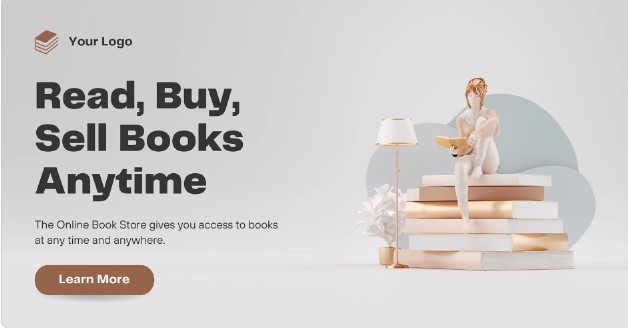 Your Logo
Read, Buy,
Sell Books
Anytime
The Online Book Store gives you access to books
at any time and anywhere.
Learn More